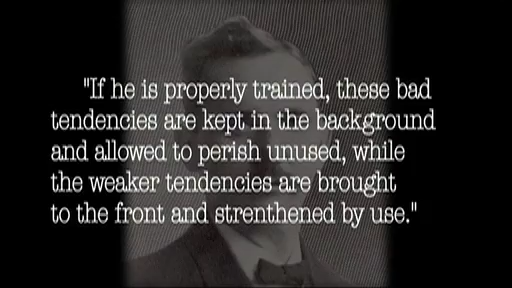 "If he is properly trained, these bad
tendencies are kept in the background
and allowed to perish unused, while
the weaker tendencies are brought
to the front and strenthened by use."